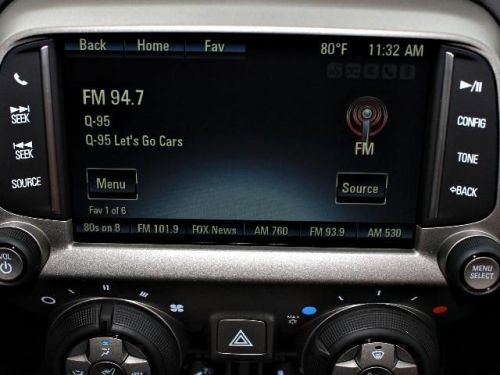 Back Home Fav 80°F 11:32 AM
FM 94.7
Q-95
Q-95 Let's Go Cars
FM
Menu
Source
Fav 1 of 6
80s on 8 FM 101.9 FOX News AM 760 FM 93.9 AM 530
SEEK
SEEK
SOURCE
CONFIG
TONE
BACK
VOL
MENU
SELECT
MAX